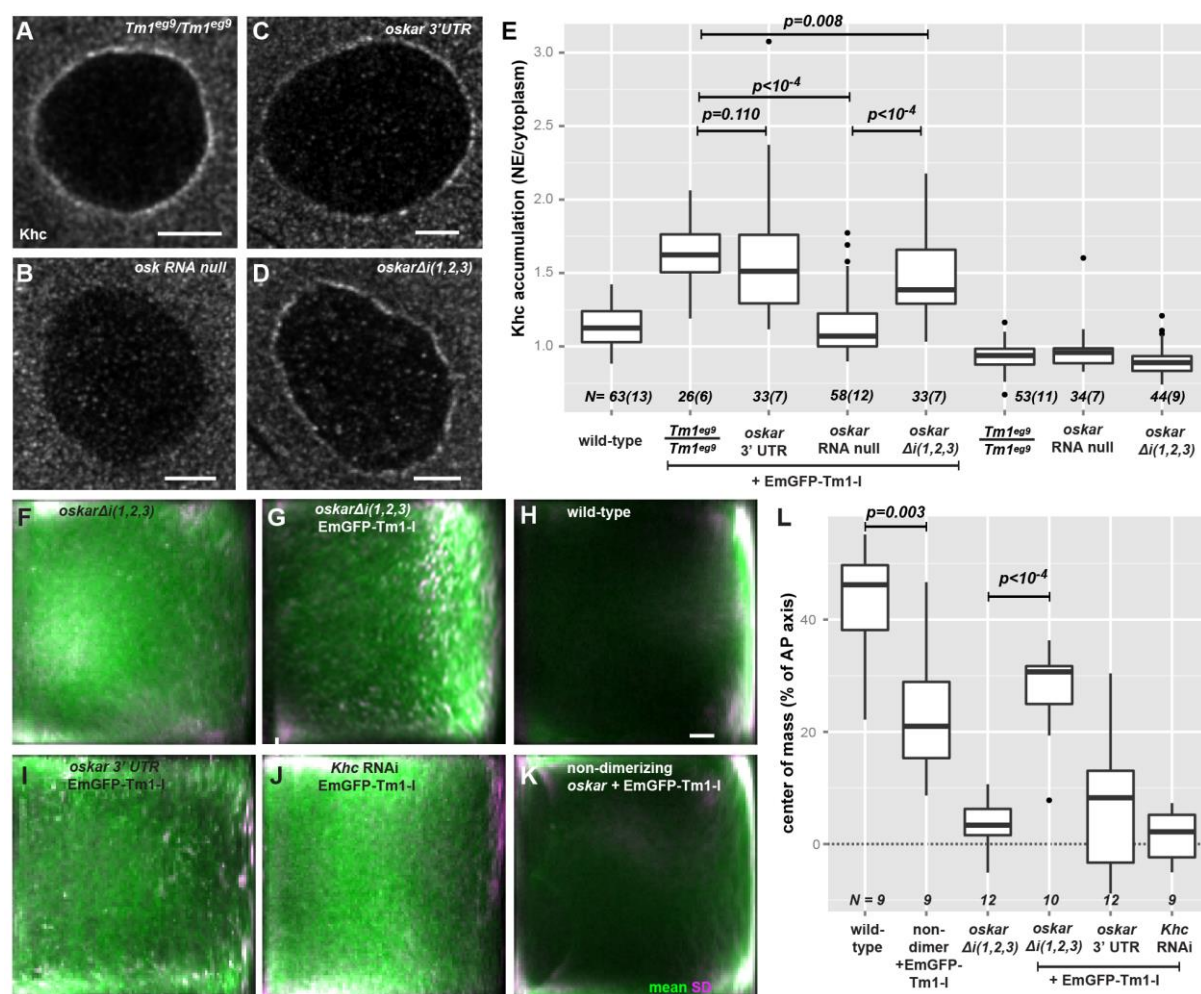 A
Tm1eg9/Tm1eg9
Khc
C
oskar 3'UTR
B
osk RNA null
D
oskarΔi(1,2,3)
E
Khc accumulation (NE/cytoplasm)
3.0
2.5
2.0
1.5
1.0
p=0.008
p<10-4
p=0.110
p<10-4
N= 63(13)
26(6)
33(7)
58(12)
33(7)
53(11)
34(7)
44(9)
wild-type
Tm1eg9
Tm1eg9
oskar
3' UTR
oskar
RNA null
oskar
Δi(1,2,3)
Tm1eg9
Tm1eg9
oskar
RNA null
oskar
Δi(1,2,3)
+ EmGFP-Tm1-I
F
oskarΔi(1,2,3)
G
oskarΔi(1,2,3)
EmGFP-Tm1-I
H
wild-type
I
oskar 3' UTR
EmGFP-Tm1-I
J
Khc RNAi
EmGFP-Tm1-I
K
non-dimerizing
oskar + EmGFP-Tm1-I
mean SD
L
center of mass (% of AP axis)
40
20
0
p=0.003
p<10-4
N = 9
9
12
10
12
9
wild-
type
non-
dimer
+EmGFP-
Tm1-I
oskar
Δi(1,2,3)
oskar
Δi(1,2,3)
oskar
3' UTR
Khc
RNAi
+ EmGFP-Tm1-I